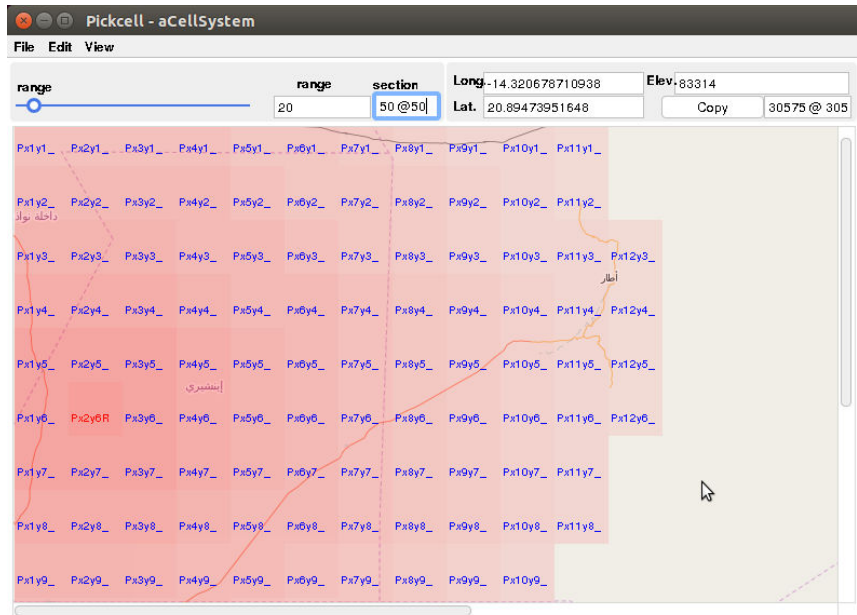 Pickcell - aCellSystem
File Edit View
range
range section
Long. -14.320678710938 Elev. 83314
20 50 @50 Lat. 20.89473951648 Copy 30575 @ 305
Px1y1_ Px2y1_ Px3y1_ Px4y1_ Px5y1_ Px6y1_ Px7y1_ Px8y1_ Px9y1_ Px10y1_ Px11y1_
Px1y2_ Px2y2_ Px3y2_ Px4y2_ Px5y2_ Px6y2_ Px7y2_ Px8y2_ Px9y2_ Px10y2_ Px11y2_
داخلة نواذ
Px1y3_ Px2y3_ Px3y3_ Px4y3_ Px5y3_ Px6y3_ Px7y3_ Px8y3_ Px9y3_ Px10y3_ Px11y3_ Px12y3_
أطار
Px1y4_ Px2y4_ Px3y4_ Px4y4_ Px5y4_ Px6y4_ Px7y4_ Px8y4_ Px9y4_ Px10y4_ Px11y4_ Px12y4_
Px1y5_ Px2y5_ Px3y5_ Px4y5_ Px5y5_ Px6y5_ Px7y5_ Px8y5_ Px9y5_ Px10y5_ Px11y5_ Px12y5_
إينشيري
Px1y6_ Px2y6R Px3y6_ Px4y6_ Px5y6_ Px6y6_ Px7y6_ Px8y6_ Px9y6_ Px10y6_ Px11y6_ Px12y6_
Px1y7_ Px2y7_ Px3y7_ Px4y7_ Px5y7_ Px6y7_ Px7y7_ Px8y7_ Px9y7_ Px10y7_ Px11y7_
Px1y8_ Px2y8_ Px3y8_ Px4y8_ Px5y8_ Px6y8_ Px7y8_ Px8y8_ Px9y8_ Px10y8_ Px11y8_
Px1y9_ Px2y9_ Px3y9_ Px4y9_ Px5y9_ Px6y9_ Px7y9_ Px8y9_ Px9y9_ Px10y9_